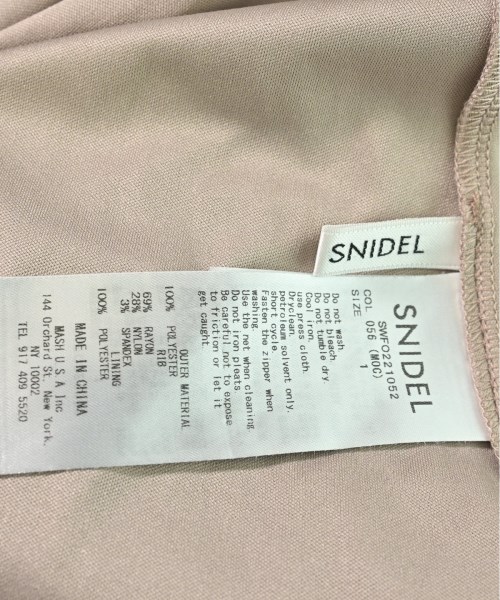 SNIDEL
SNIDEL
SWFO221052
COL 056 (MOC)
SIZE 1
Do not wash
Do not bleach
Do not tumble dry.
Cool iron.
use press cloth
Dryclean
petroleum solvent only.
short cycle.
Fasten the zipper when
washing.
Use the net when cleaning
Do not iron pleats
Be careful not to expose
to friction or let it
get caught
OUTER MATERIAL
100% POLYESTER
RIB
69% RAYON
28% NYLON
3% SPANDEX
LINING
100% POLYESTER
MADE IN CHINA
MASH U S A Inc.
144 Orchard St. New York,
NY 10002
TEL 917 409 5520